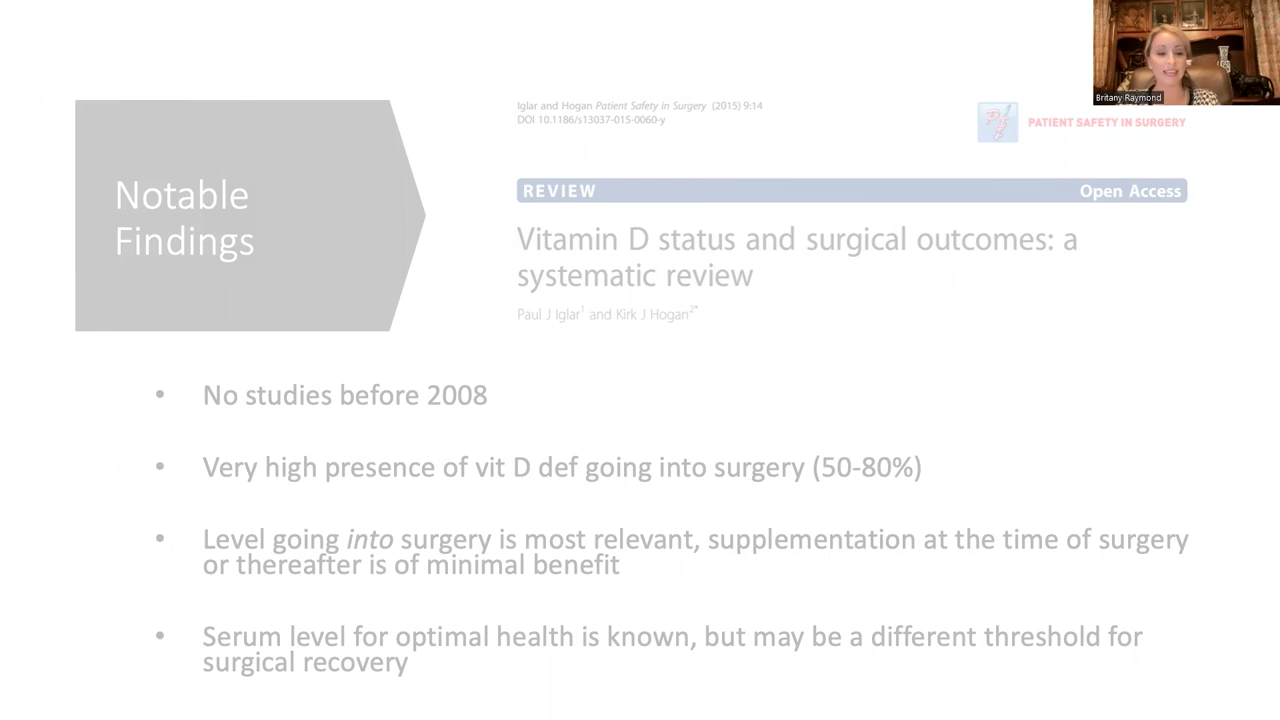 Britany Raymond
Notable
Findings
Iglar and Hogan Patient Safety in Surgery (2015) 9:14
DOI 10.1186/s13037-015-0060-y
PATIENT SAFETY IN SURGERY
REVIEW Open Access
Vitamin D status and surgical outcomes: a
systematic review
Paul J Iglar1 and Kirk J Hogan2*
• No studies before 2008
• Very high presence of vit D def going into surgery (50-80%)
• Level going into surgery is most relevant, supplementation at the time of surgery
or thereafter is of minimal benefit
• Serum level for optimal health is known, but may be a different threshold for
surgical recovery